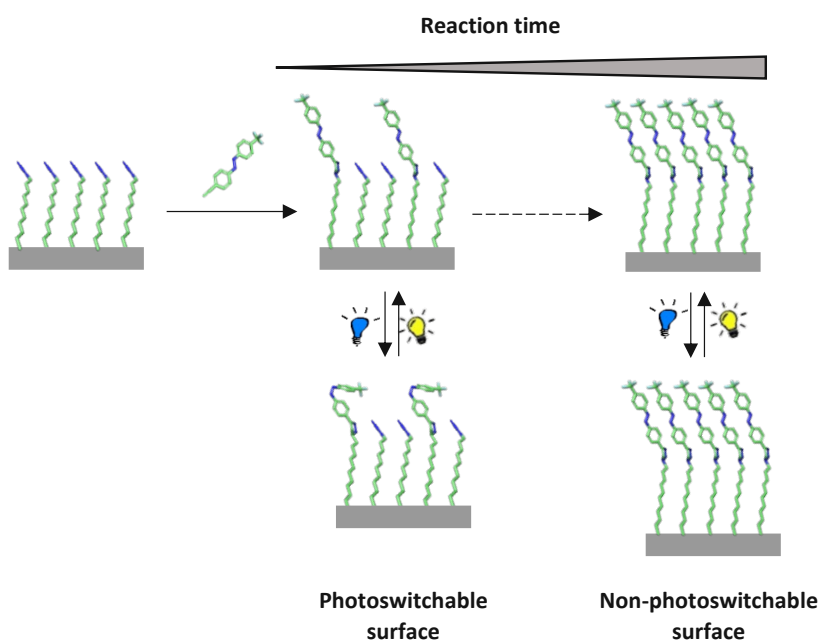 Reaction time
Photoswitchable
surface
Non-photoswitchable
surface